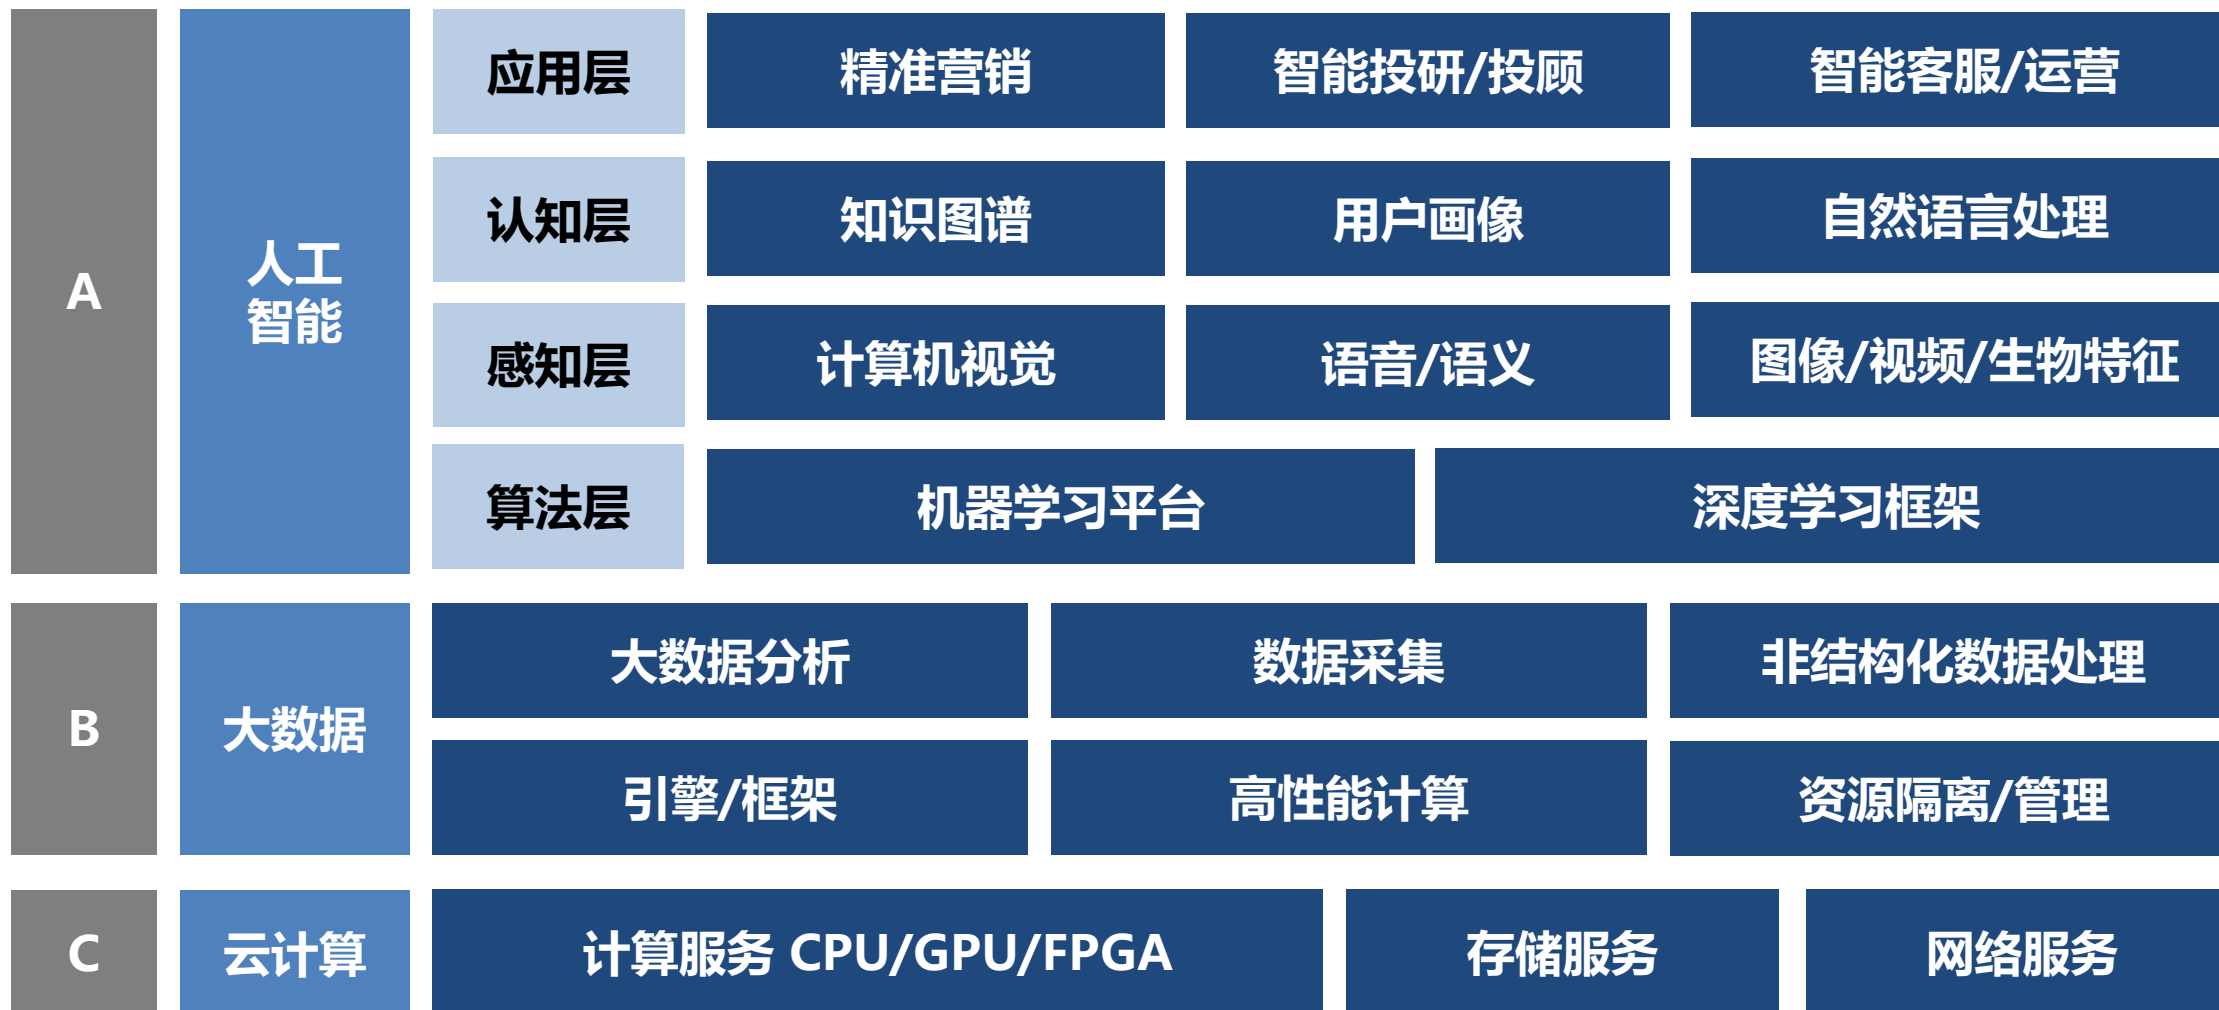 A
人工
智能
应用层
精准营销
智能投研/投顾
智能客服/运营
认知层
知识图谱
用户画像
自然语言处理
感知层
计算机视觉
语音/语义
图像/视频/生物特征
算法层
机器学习平台
深度学习框架
B
大数据
大数据分析
数据采集
非结构化数据处理
引擎/框架
高性能计算
资源隔离/管理
C
云计算
计算服务 CPU/GPU/FPGA
存储服务
网络服务